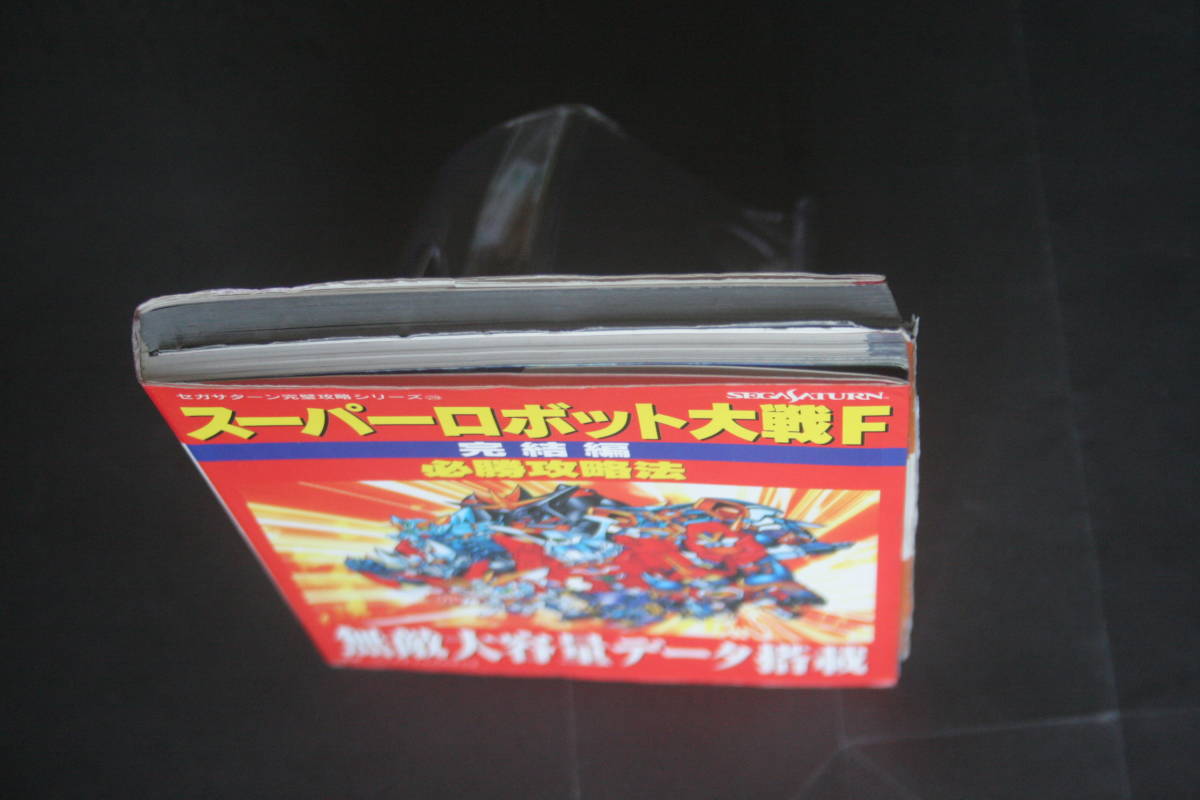 セガサターン完璧攻略シリーズ
SEGASATURN
スーパーロボット大戦F
完結編
必勝攻略法
無敵大容量データ搭載